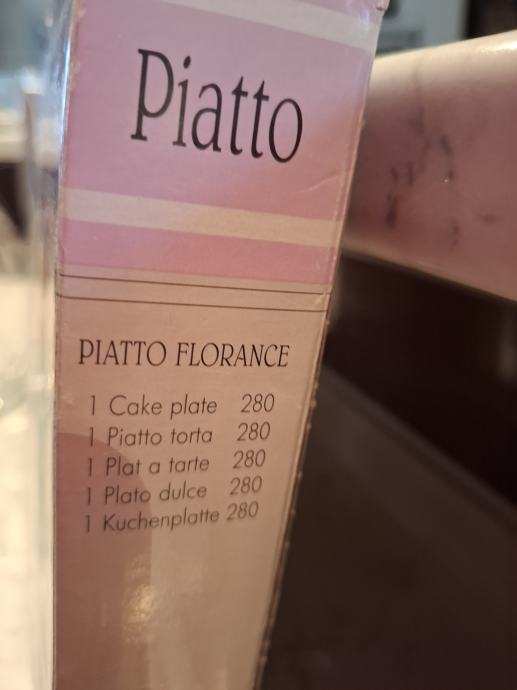 Piatto
PIATTO FLORANCE
1 Cake plate 280
1 Piatto torta 280
1 Plat a tarte 280
1 Plato dulce 280
1 Kuchenplatte 280